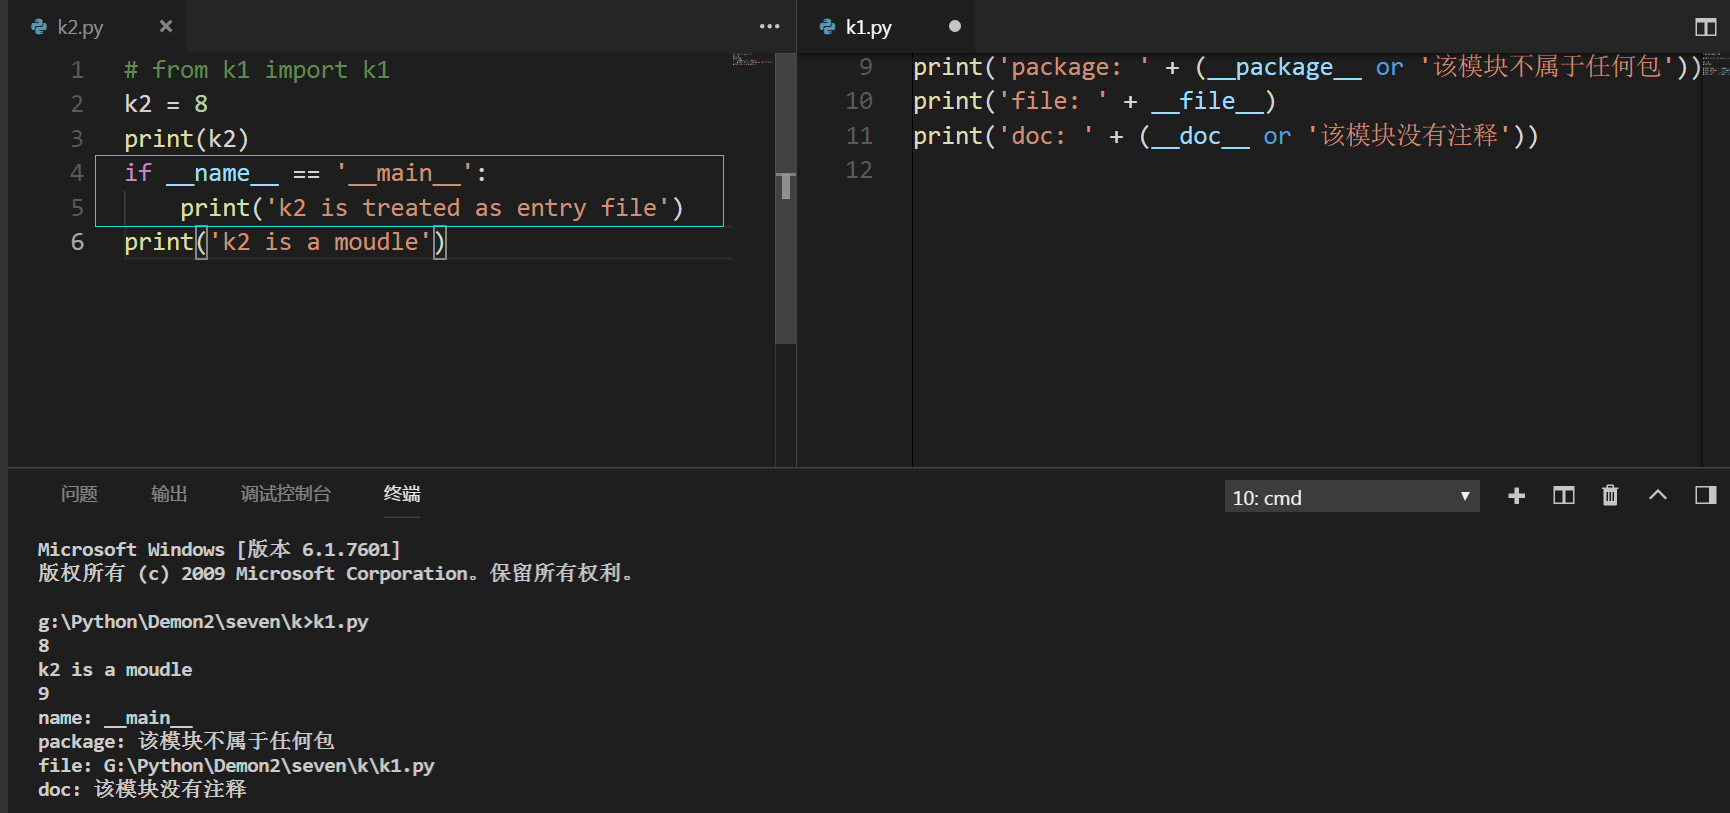 k2.py
k1.py
1 # from k1 import k1
2 k2 = 8
3 print(k2)
4 if __name__ == '__main__':
5 print('k2 is treated as entry file')
6 print('k2 is a moudle')
9 print('package: ' + (__package__ or '该模块不属于任何包'))
10 print('file: ' + __file__)
11 print('doc: ' + (__doc__ or '该模块没有注释'))
12
问题 输出 调试控制台 终端
10: cmd
Microsoft Windows [版本 6.1.7601]
版权所有 (c) 2009 Microsoft Corporation。保留所有权利。
g:\Python\Demon2\seven\k>k1.py
8
k2 is a moudle
9
name: __main__
package: 该模块不属于任何包
file: G:\Python\Demon2\seven\k\k1.py
doc: 该模块没有注释